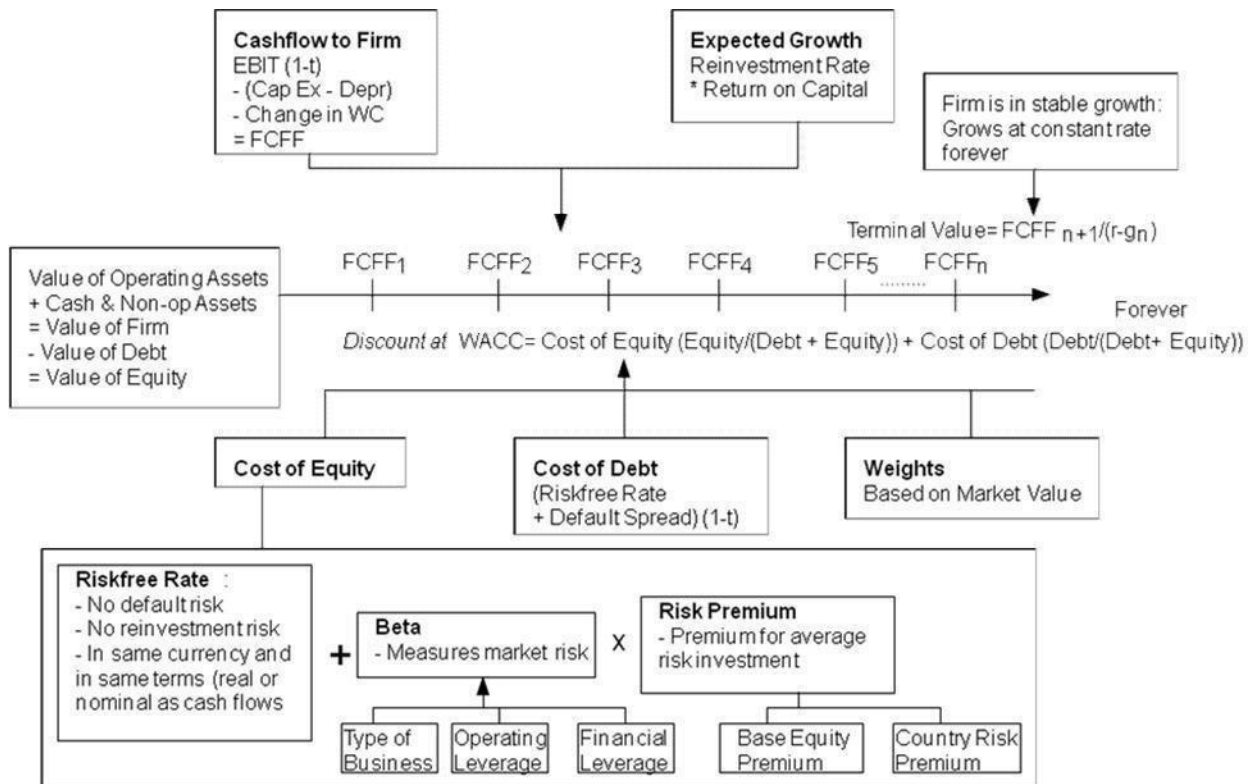 Cashflow to Firm
EBIT (1-t)
- (Cap Ex - Depr)
- Change in WC
= FCFF
Expected Growth
Reinvestment Rate
* Return on Capital
Firm is in stable growth:
Grows at constant rate
forever
Terminal Value= FCFF n+1/(r-gn)
FCFF1 FCFF2 FCFF3 FCFF4 FCFF5 ......... FCFFn
Forever
Value of Operating Assets
+ Cash & Non-op Assets
= Value of Firm
- Value of Debt
= Value of Equity
Discount at WACC= Cost of Equity (Equity/(Debt + Equity)) + Cost of Debt (Debt/(Debt+ Equity))
Cost of Equity
Cost of Debt
(Riskfree Rate
+ Default Spread) (1-t)
Weights
Based on Market Value
Riskfree Rate :
- No default risk
- No reinvestment risk
- In same currency and
in same terms (real or
nominal as cash flows
+
Beta
- Measures market risk
X
Risk Premium
- Premium for average
risk investment
Type of
Business
Operating
Leverage
Financial
Leverage
Base Equity
Premium
Country Risk
Premium